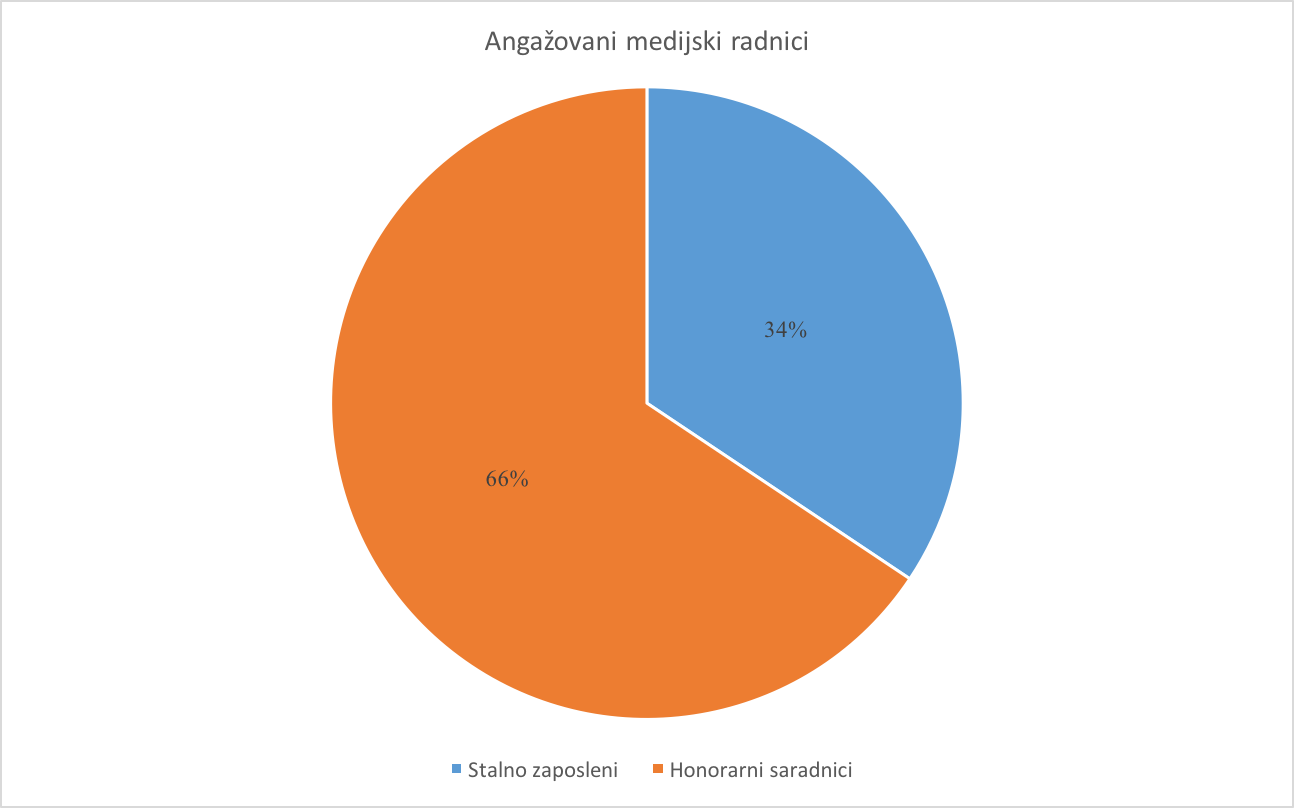 Angažovani medijski radnici
34%
66%
Stalno zaposleni
Honorarni saradnici